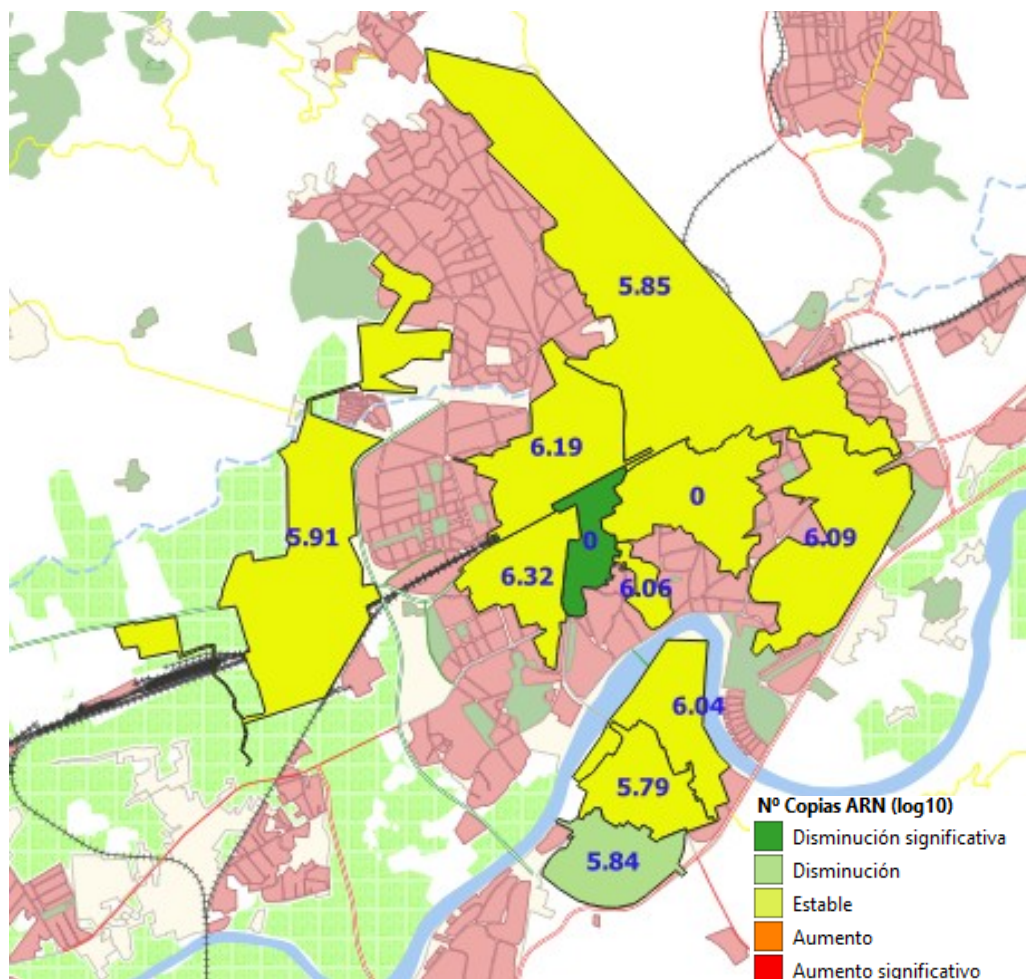 5.85
6.19
0
5.91
0
6.09
6.32
6.06
6.04
5.79
5.84
Nº Copias ARN (log10)
Disminución significativa
Disminución
Estable
Aumento
Aumento significativo